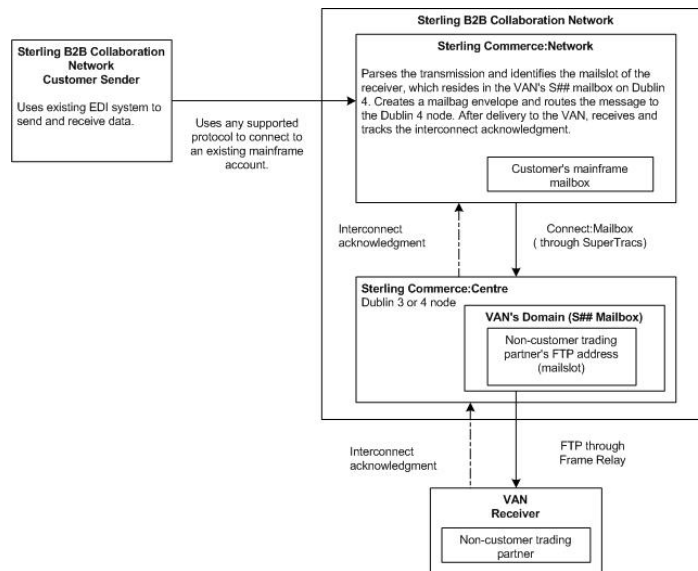 Sterling B2B Collaboration Network
Sterling B2B Collaboration
Network
Customer Sender
Uses existing EDI system to
send and receive data.
Uses any supported
protocol to connect to
an existing mainframe
account.
Sterling Commerce:Network
Parses the transmission and identifies the mailslot of the
receiver, which resides in the VAN's S## mailbox on Dublin
4. Creates a mailbag envelope and routes the message to
the Dublin 4 node. After delivery to the VAN, receives and
tracks the interconnect acknowledgment.
Customer's mainframe
mailbox
Interconnect
acknowledgment
Connect:Mailbox
( through SuperTracs)
Sterling Commerce:Centre
Dublin 3 or 4 node
VAN's Domain (S## Mailbox)
Non-customer trading
partner's FTP address
(mailslot)
Interconnect
acknowledgment
FTP through
Frame Relay
VAN
Receiver
Non-customer trading
partner